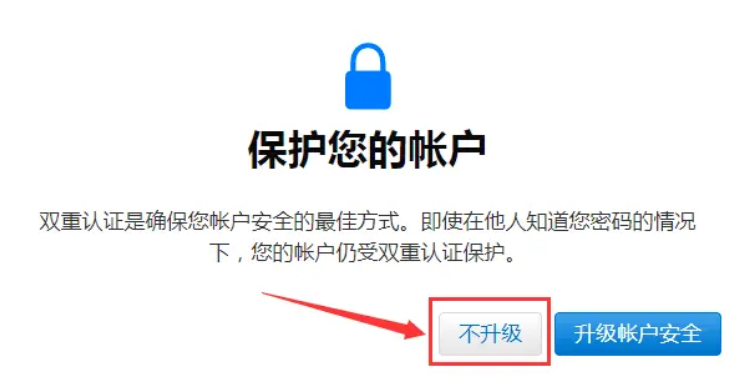 保护您的帐户
双重认证是确保您帐户安全的最佳方式。即使在他人知道您密码的情况
下，您的帐户仍受双重认证保护。
不升级
升级帐户安全